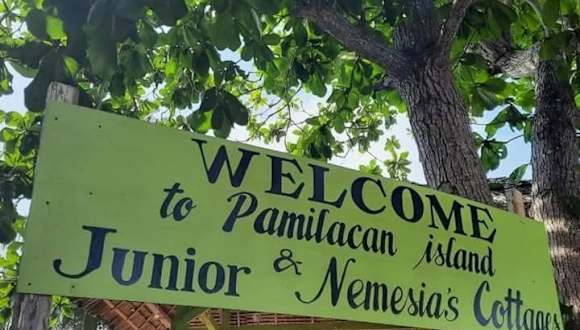 WELCOME
to Pamilacan island
Junior & Nemesia's Cottages